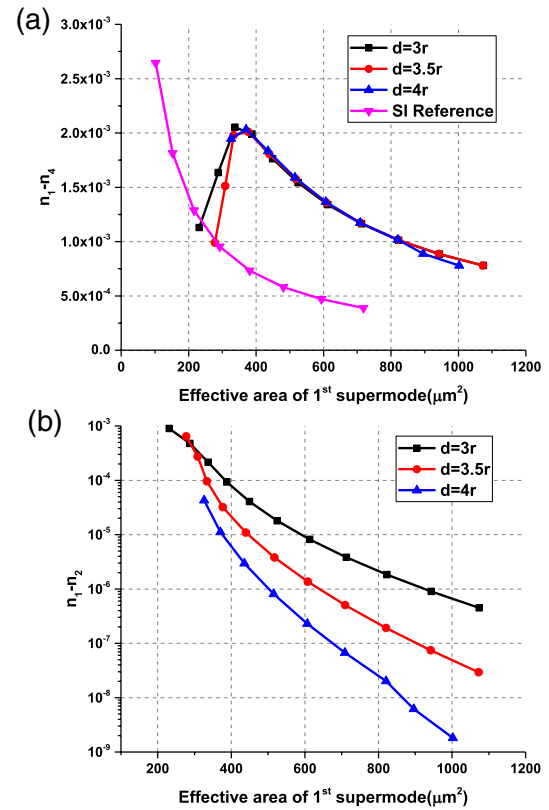 (a)
3.0x10⁻³
2.5x10⁻³
2.0x10⁻³
1.5x10⁻³
1.0x10⁻³
5.0x10⁻⁴
0.0
n₁-n₄
d=3r
d=3.5r
d=4r
SI Reference
0 200 400 600 800 1000 1200
Effective area of 1ˢᵗ supermode(μm²)
(b)
10⁻³
10⁻⁴
10⁻⁵
10⁻⁶
10⁻⁷
10⁻⁸
10⁻⁹
n₁-n₂
d=3r
d=3.5r
d=4r
200 400 600 800 1000 1200
Effective area of 1ˢᵗ supermode(μm²)